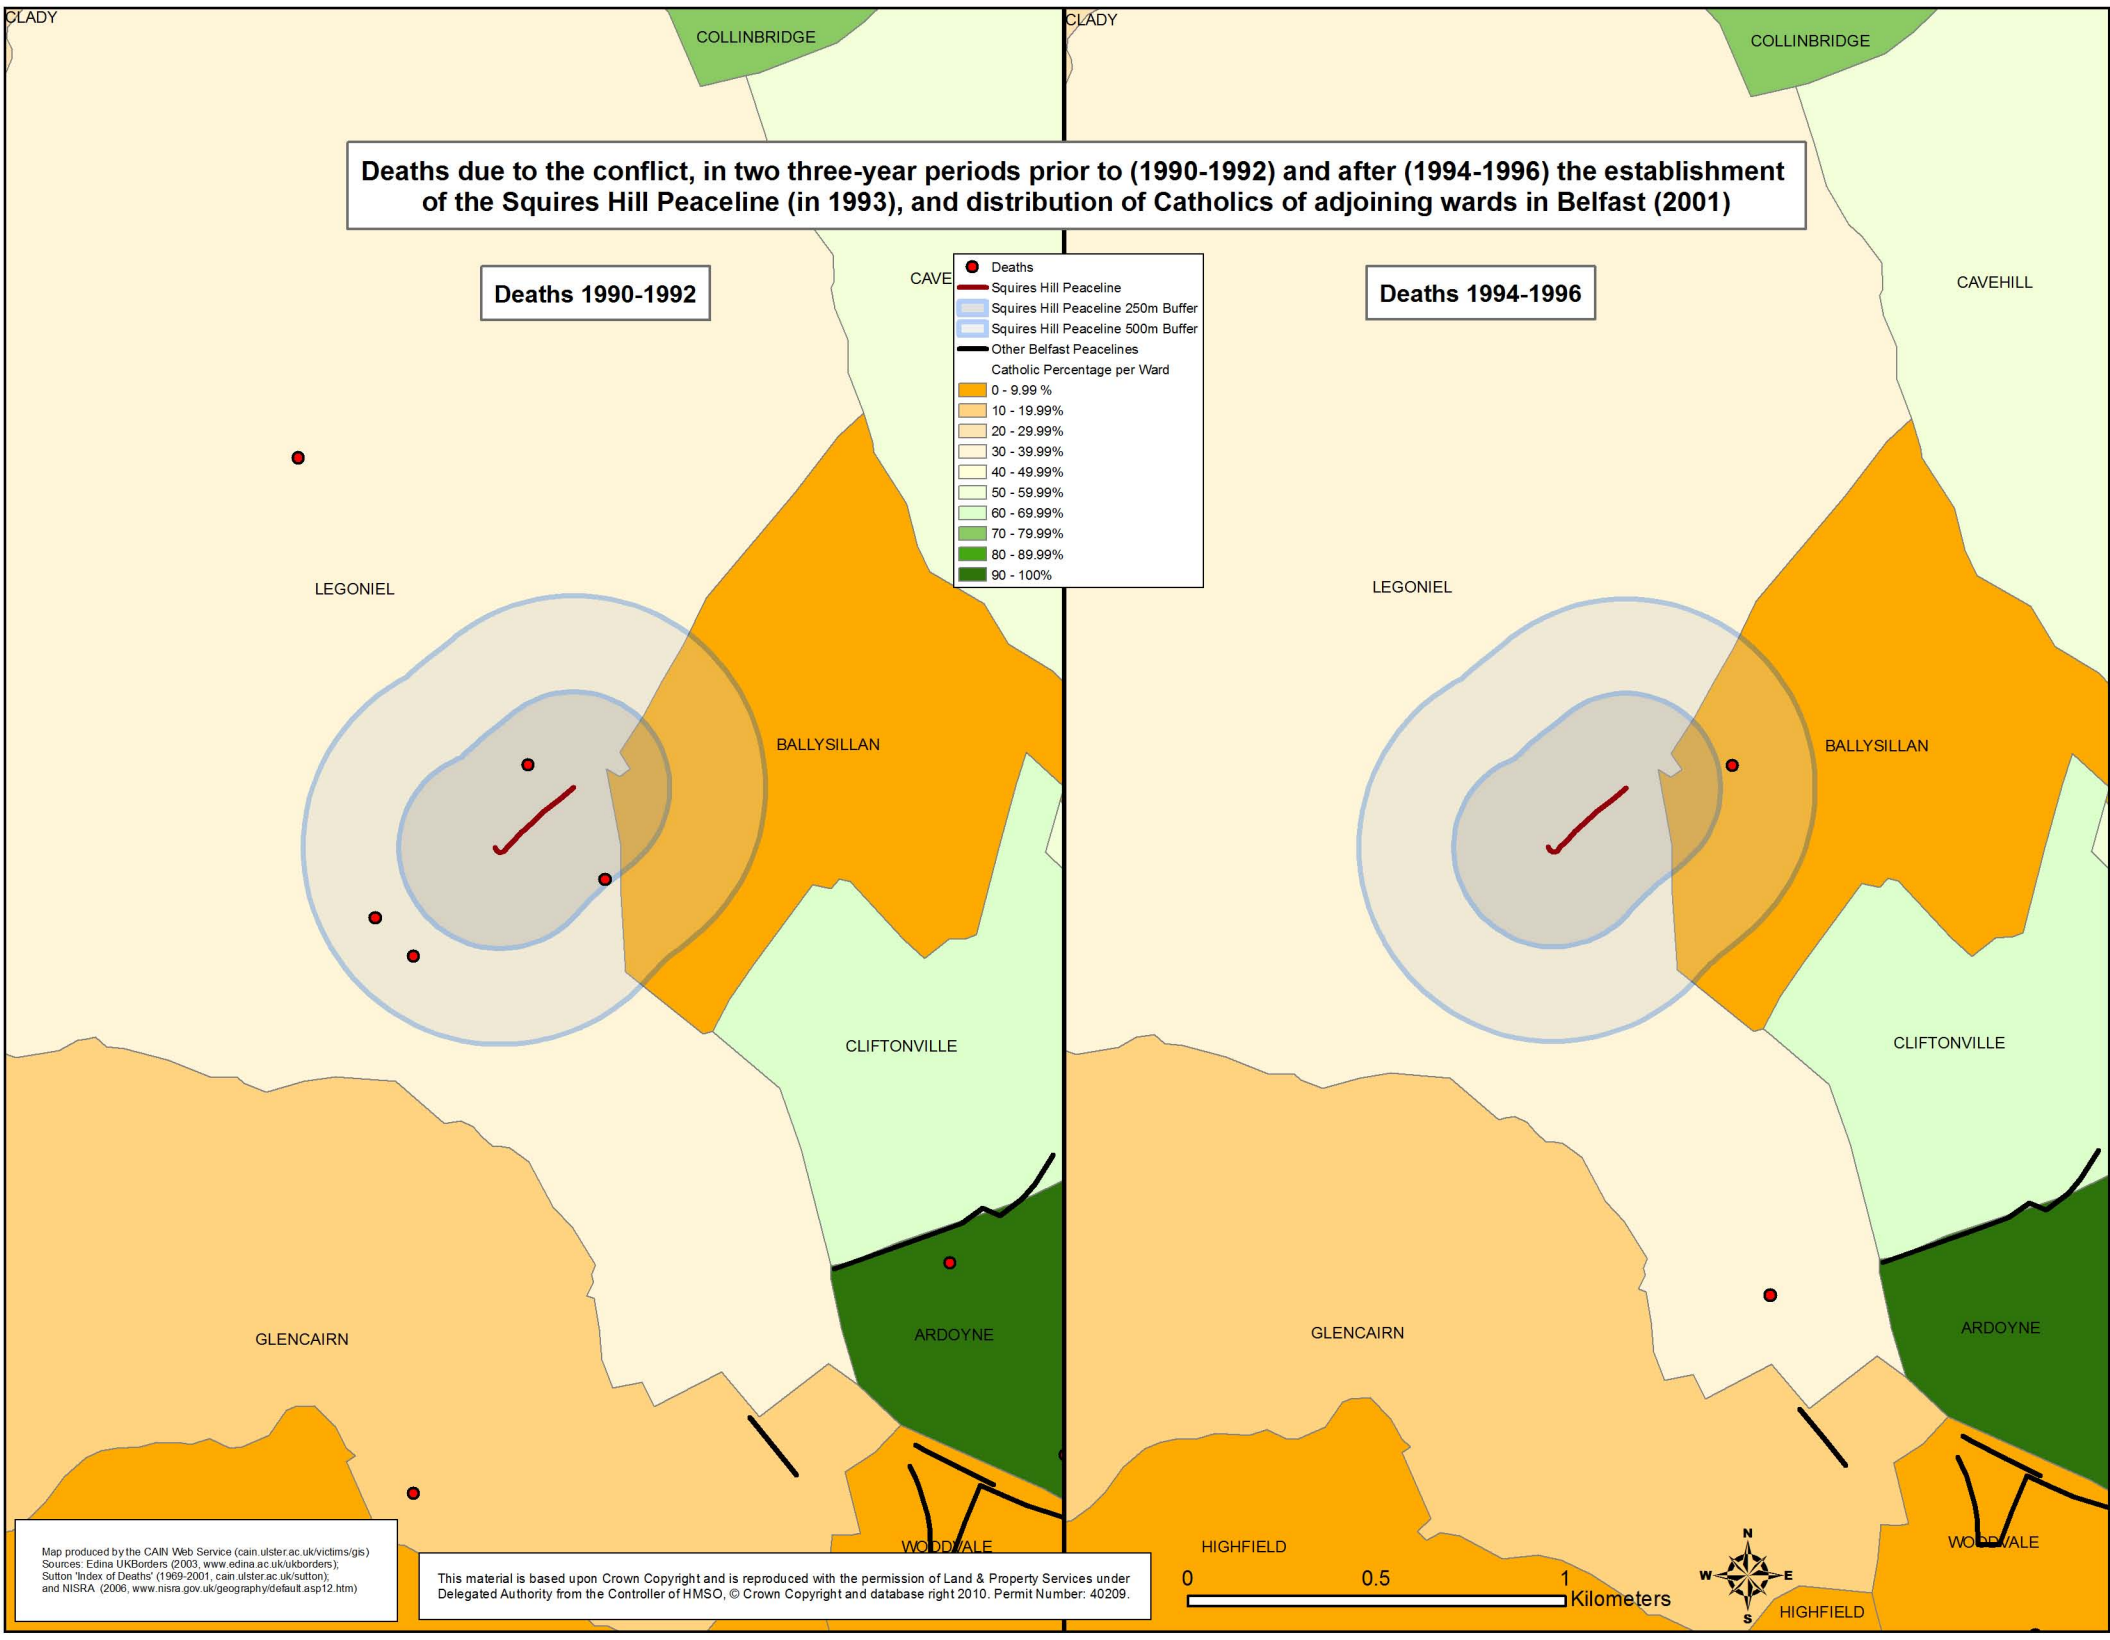 CLADY
COLLINBRIDGE
CLADY
COLLINBRIDGE
Deaths due to the conflict, in two three-year periods prior to (1990-1992) and after (1994-1996) the establishment
of the Squires Hill Peaceline (in 1993), and distribution of Catholics of adjoining wards in Belfast (2001)
Deaths 1990-1992
CAVE
Deaths
Squires Hill Peaceline
Squires Hill Peaceline 250m Buffer
Squires Hill Peaceline 500m Buffer
Other Belfast Peacelines
Catholic Percentage per Ward
0 - 9.99 %
10 - 19.99%
20 - 29.99%
30 - 39.99%
40 - 49.99%
50 - 59.99%
60 - 69.99%
70 - 79.99%
80 - 89.99%
90 - 100%
Deaths 1994-1996
CAVEHILL
LEGONIEL
LEGONIEL
BALLYSILLAN
BALLYSILLAN
CLIFTONVILLE
CLIFTONVILLE
GLENCAIRN
ARDOYNE
GLENCAIRN
ARDOYNE
WOODVALE
HIGHFIELD
WOODVALE
HIGHFIELD
Map produced by the CAIN Web Service (cain.ulster.ac.uk/victims/gis)
Sources: Edina UKBorders (2003, www.edina.ac.uk/ukborders);
Sutton 'Index of Deaths' (1969-2001, cain.ulster.ac.uk/sutton);
and NISRA (2006, www.nisra.gov.uk/geography/default.asp12.htm)
This material is based upon Crown Copyright and is reproduced with the permission of Land & Property Services under
Delegated Authority from the Controller of HMSO, © Crown Copyright and database right 2010. Permit Number: 40209.
0 0.5 1
Kilometers
N
W E
S